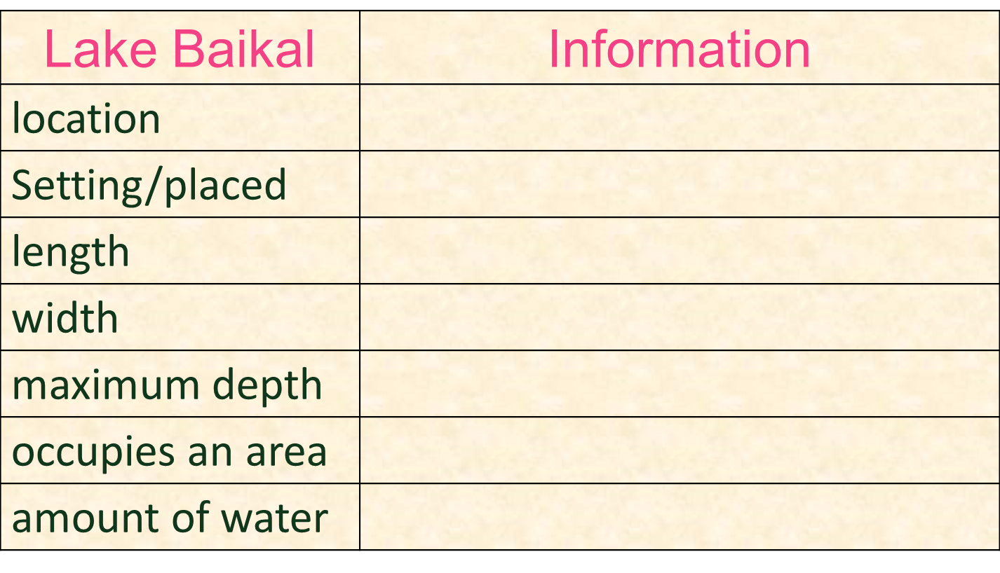 Lake Baikal Information
location
Setting/placed
length
width
maximum depth
occupies an area
amount of water